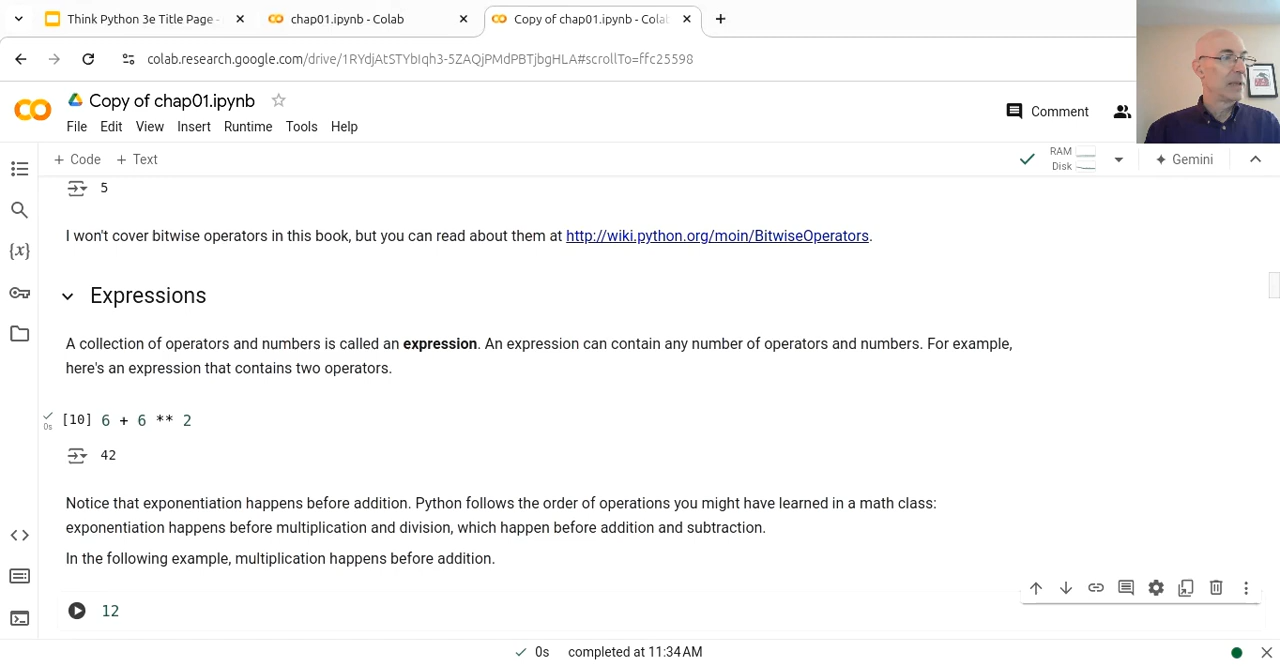 Think Python 3e Title Page -
chap01.ipynb - Colab
Copy of chap01.ipynb - Colab
colab.research.google.com/drive/1RYdjAtSTYbIqh3-5ZAQjPMdPBTjbgHLA#scrollTo=ffc25598
Copy of chap01.ipynb
Comment
File Edit View Insert Runtime Tools Help
+ Code + Text
RAM
Disk
Gemini
5
I won't cover bitwise operators in this book, but you can read about them at http://wiki.python.org/moin/BitwiseOperators.
{x}
Expressions
A collection of operators and numbers is called an expression. An expression can contain any number of operators and numbers. For example,
here's an expression that contains two operators.
0s
[10] 6 + 6 ** 2
42
Notice that exponentiation happens before addition. Python follows the order of operations you might have learned in a math class:
exponentiation happens before multiplication and division, which happen before addition and subtraction.
In the following example, multiplication happens before addition.
12
0s completed at 11:34 AM